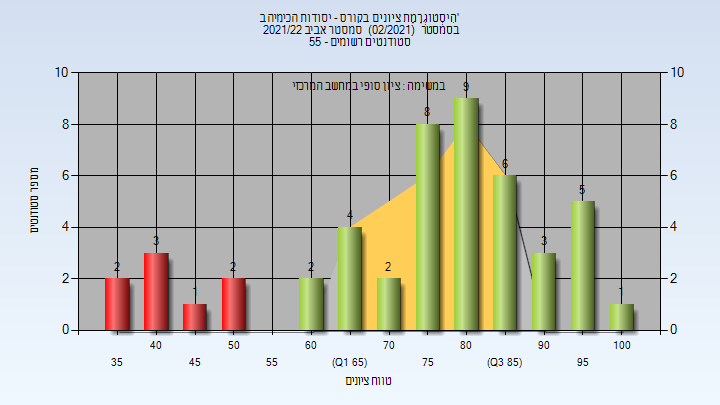 היסטוגרמת ציונים בקורס - יסודות הכימיה ב'
בסמסטר (02/2021) סמסטר אביב 2021/22
סטודנטים רשומים - 55
במשימה : ציון סופי במחשב המרכזי
מספר סטודנטים
10 10
8 8
6 6
4 4
2 2
0 0
2 3 1 2 2 4 2 8 9 6 3 5 1
40 50 60 70 80 90 100
35 45 55 (Q1 65) 75 (Q3 85) 95
טווח ציונים